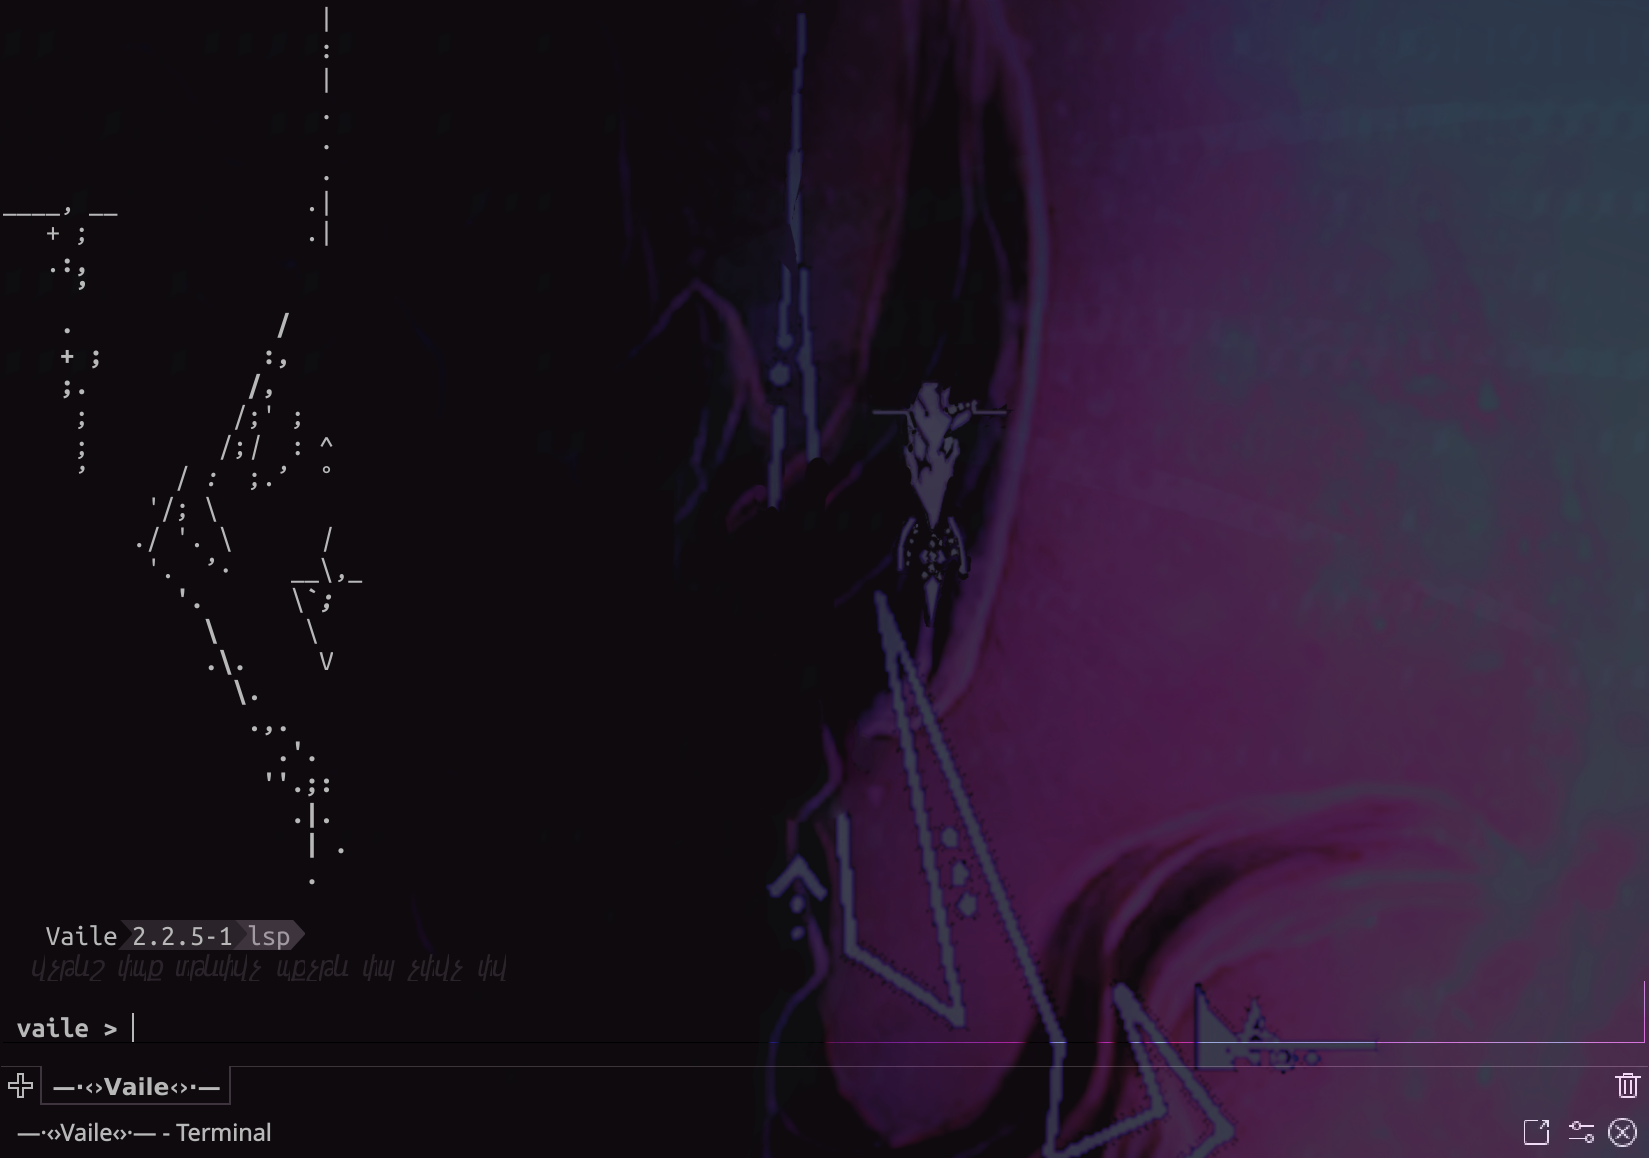 Vaile 2.2.5-1 lsp
vaile >
—·‹›Vaile‹›·—
—·‹›Vaile‹›·— - Terminal